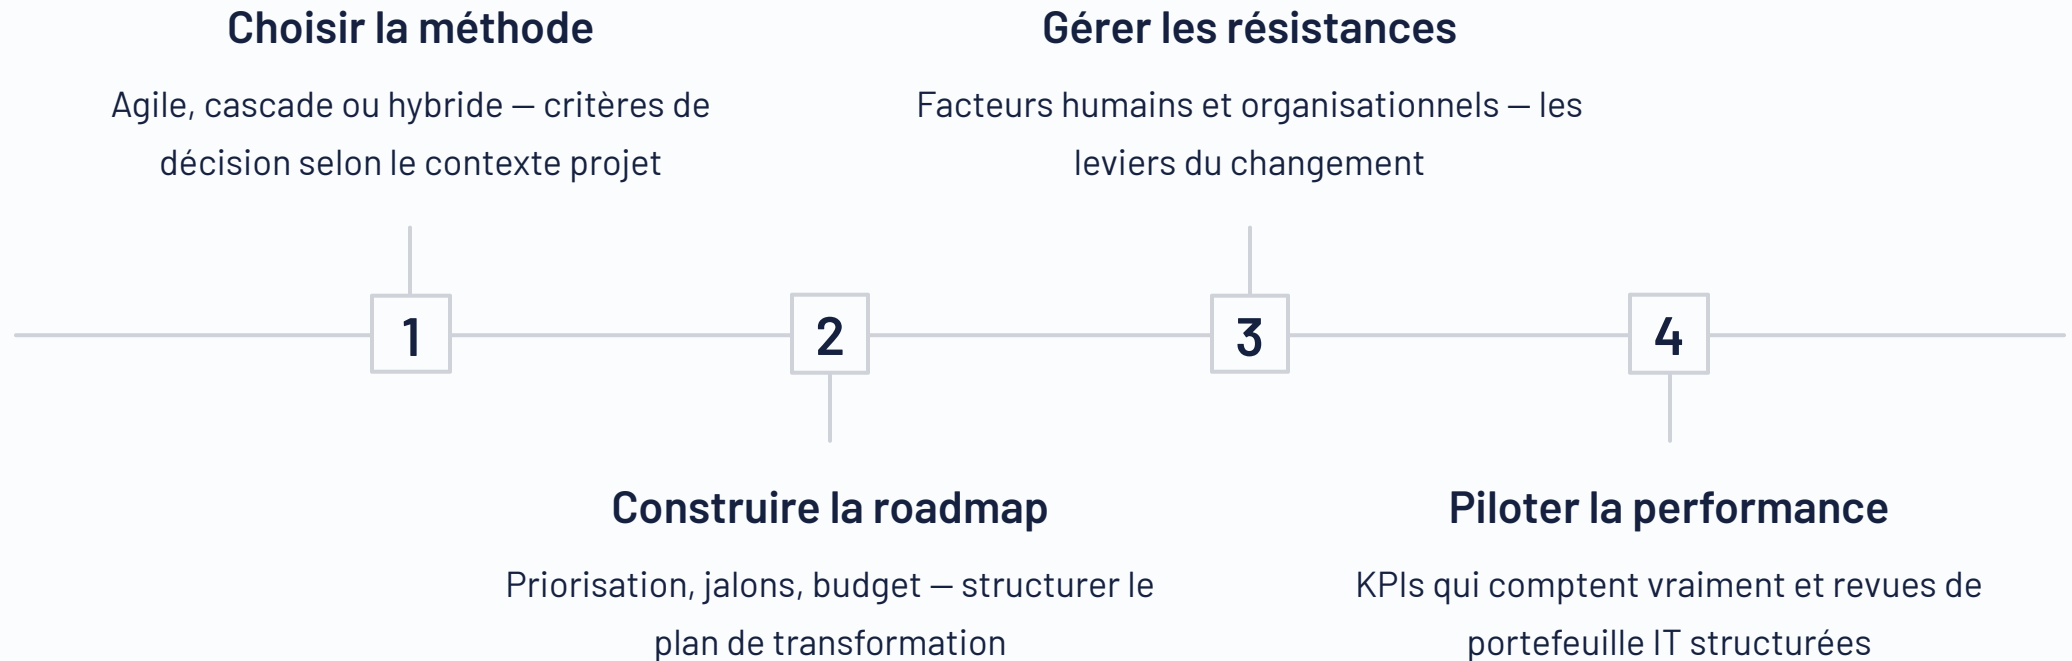 Choisir la méthode
Agile, cascade ou hybride — critères de
décision selon le contexte projet
Gérer les résistances
Facteurs humains et organisationnels — les
leviers du changement
1
2
3
4
Construire la roadmap
Priorisation, jalons, budget — structurer le
plan de transformation
Piloter la performance
KPIs qui comptent vraiment et revues de
portefeuille IT structurées